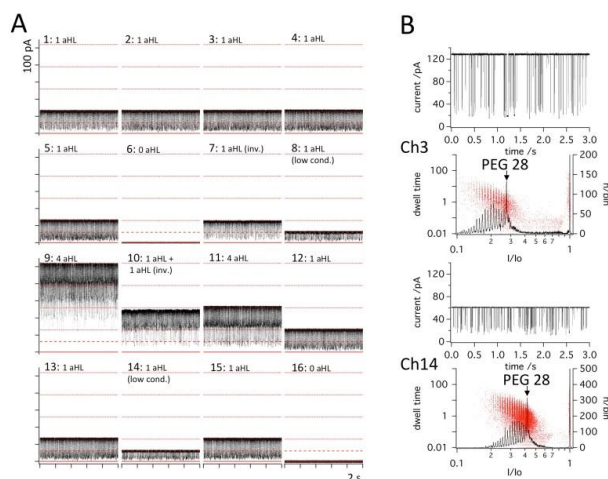 A
100 pA
1: 1 aHL
2: 1 aHL
3: 1 aHL
4: 1 aHL
5: 1 aHL
6: 0 aHL
7: 1 aHL (inv.)
8: 1 aHL
(low cond.)
9: 4 aHL
10: 1 aHL +
1 aHL (inv.)
11: 4 aHL
12: 1 aHL
13: 1 aHL
14: 1 aHL
(low cond.)
15: 1 aHL
16: 0 aHL
2 s
B
current /pA
120
80
40
0
0.0 0.5 1.0 1.5 2.0 2.5 3.0
time /s
Ch3
PEG 28
dwell time
10
1
0.1
0.01
200
150
100
50
0
n/bin
0.1 2 3 4 5 6 7 1
I/Io
current /pA
120
80
40
0
0.0 0.5 1.0 1.5 2.0 2.5 3.0
time /s
Ch14
PEG 28
dwell time
10
1
0.1
0.01
500
400
300
200
100
0
n/bin
0.1 2 3 4 5 6 7 1
I/Io